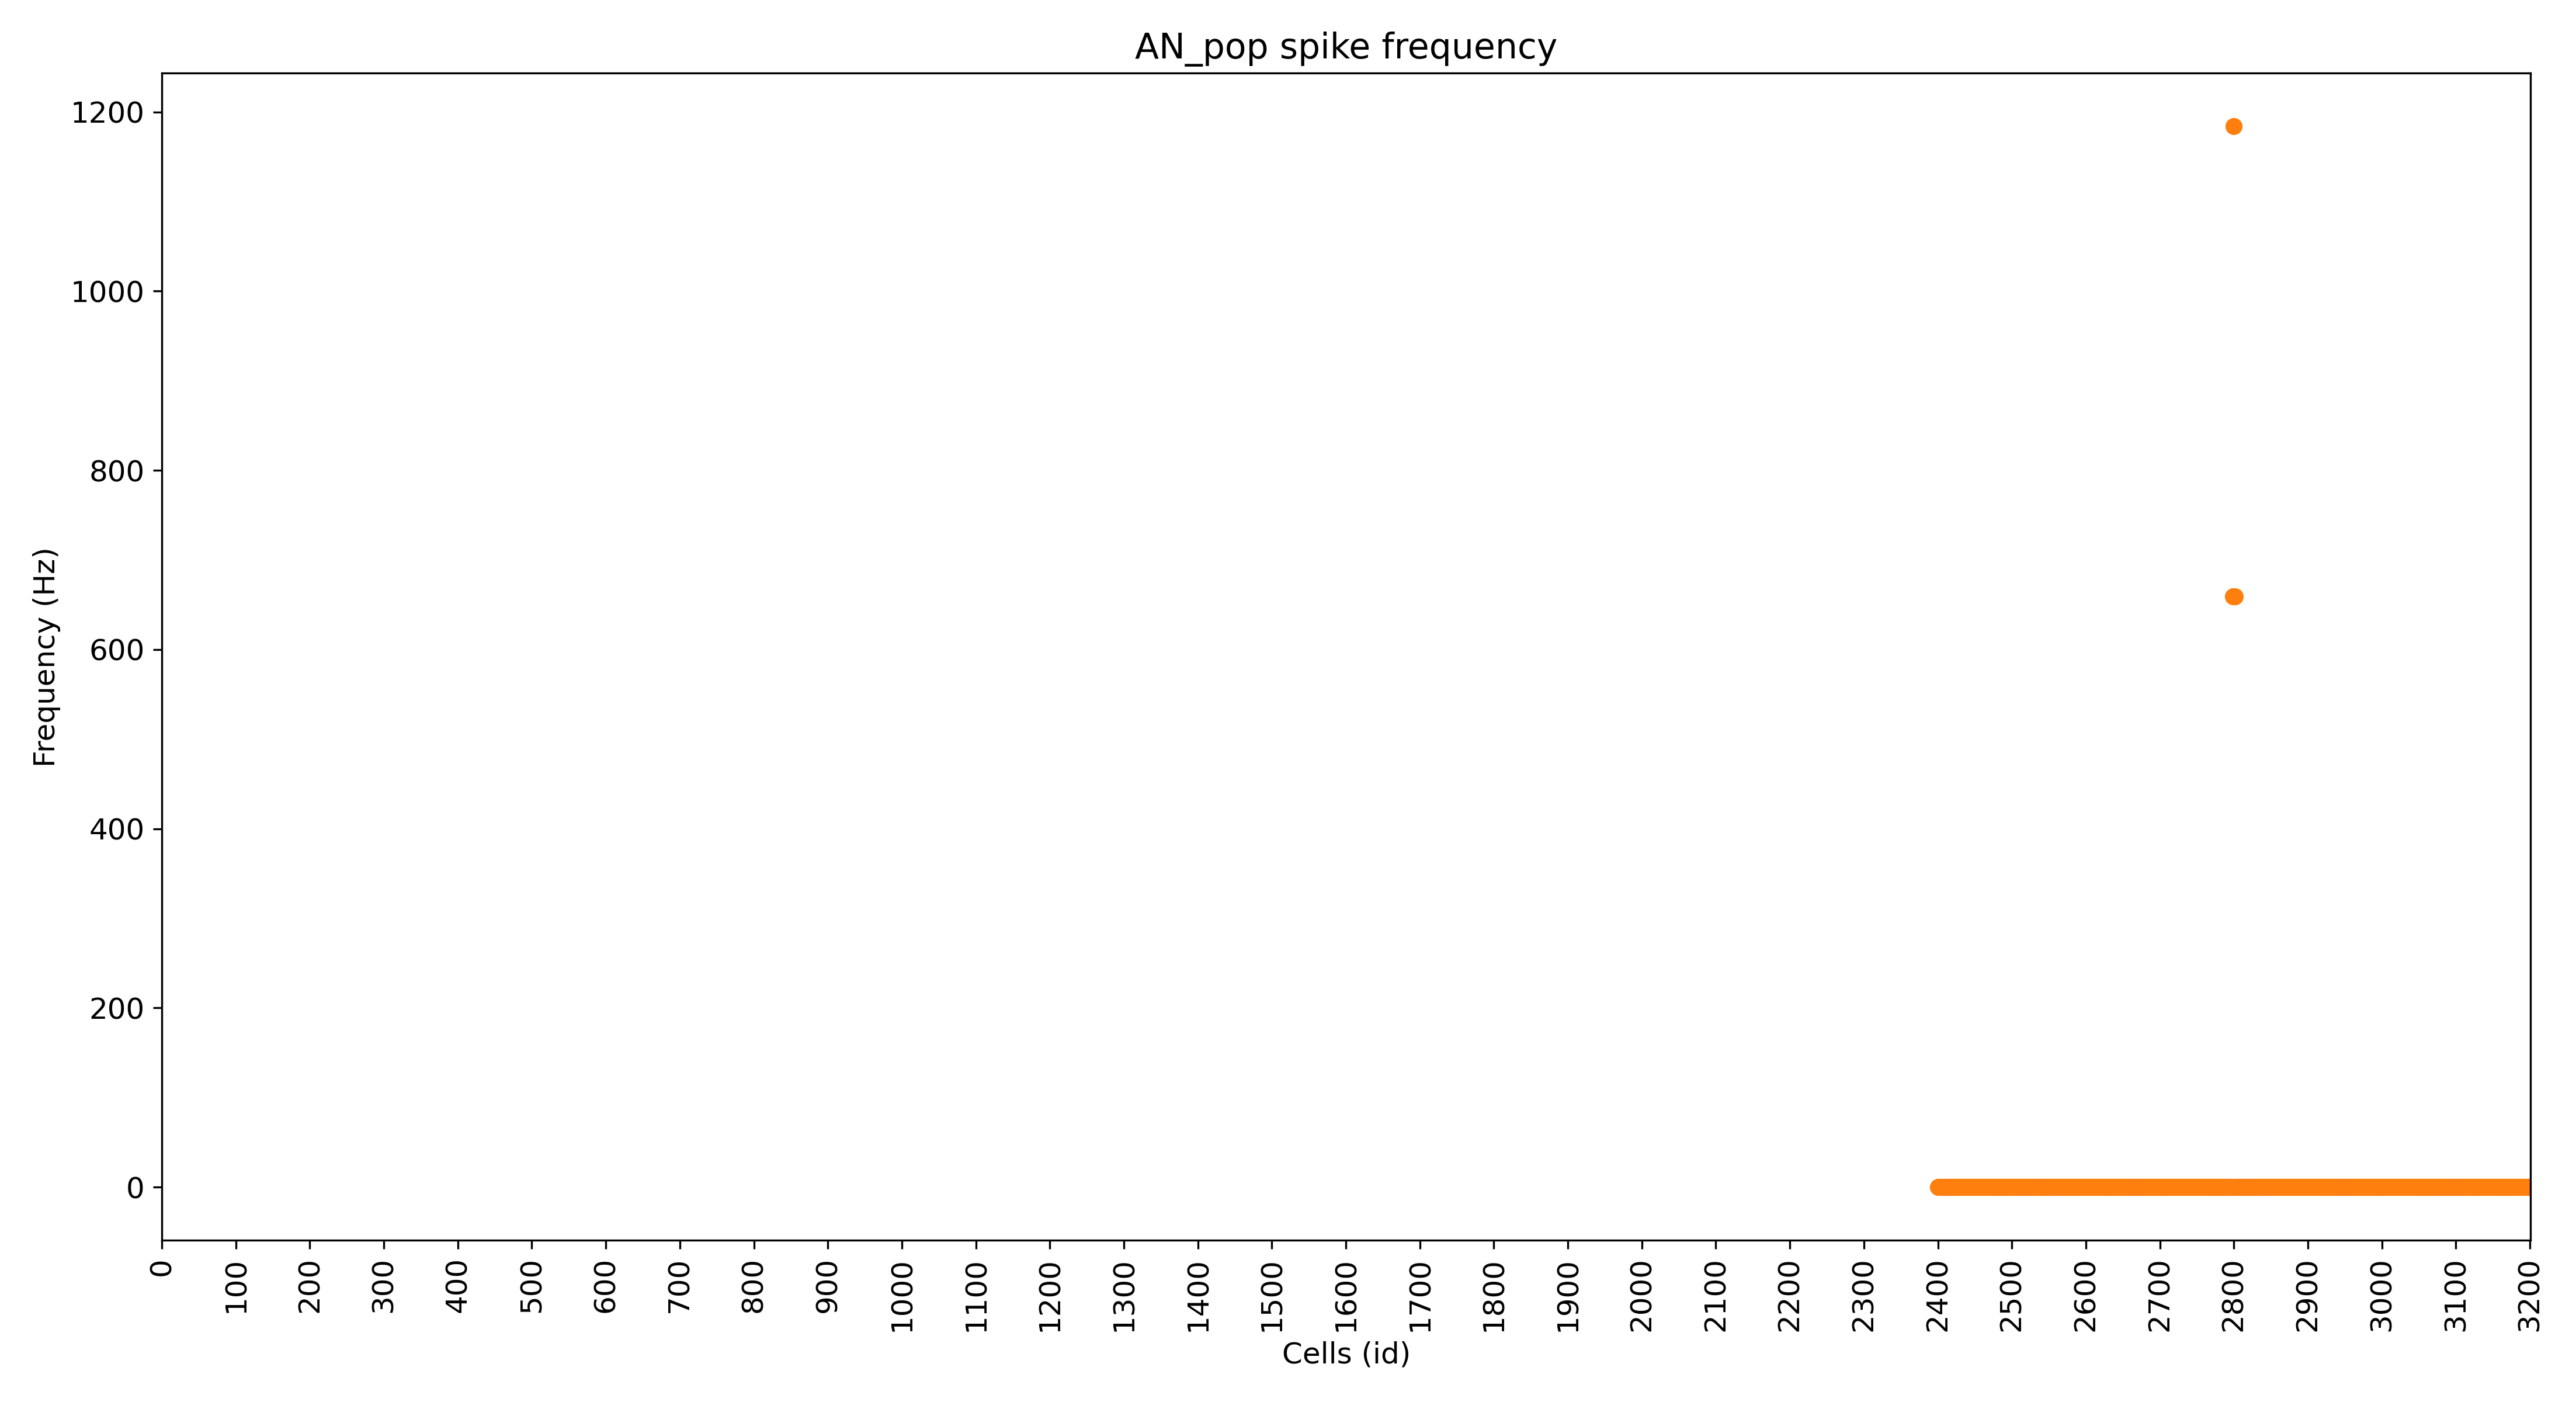 AN_pop spike frequency
1200
1000
800
600
400
200
0
Frequency (Hz)
0 100 200 300 400 500 600 700 800 900 1000 1100 1200 1300 1400 1500 1600 1700 1800 1900 2000 2100 2200 2300 2400 2500 2600 2700 2800 2900 3000 3100 3200
Cells (id)